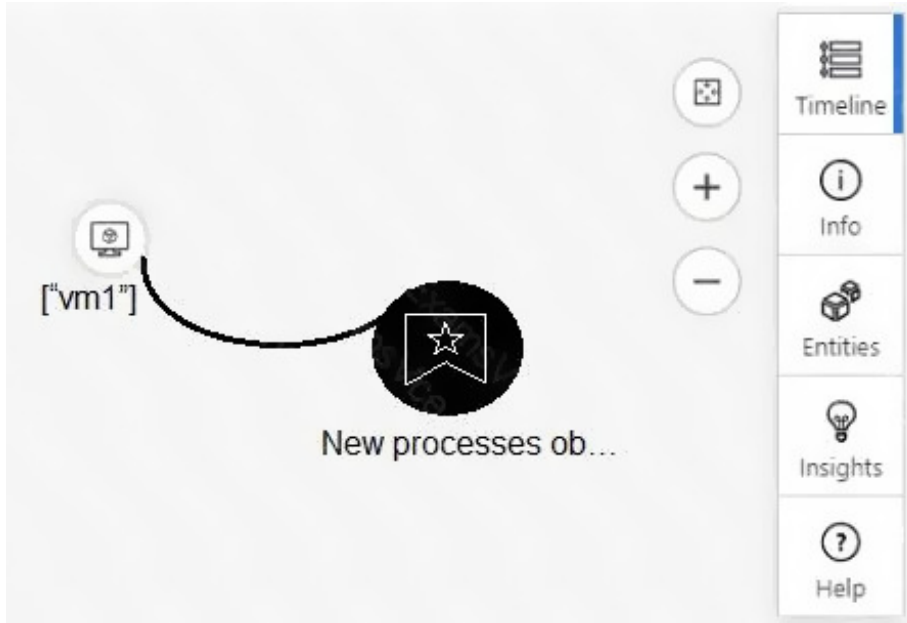 Timeline
Info
["vm1"]
Entities
New processes ob...
Insights
Help